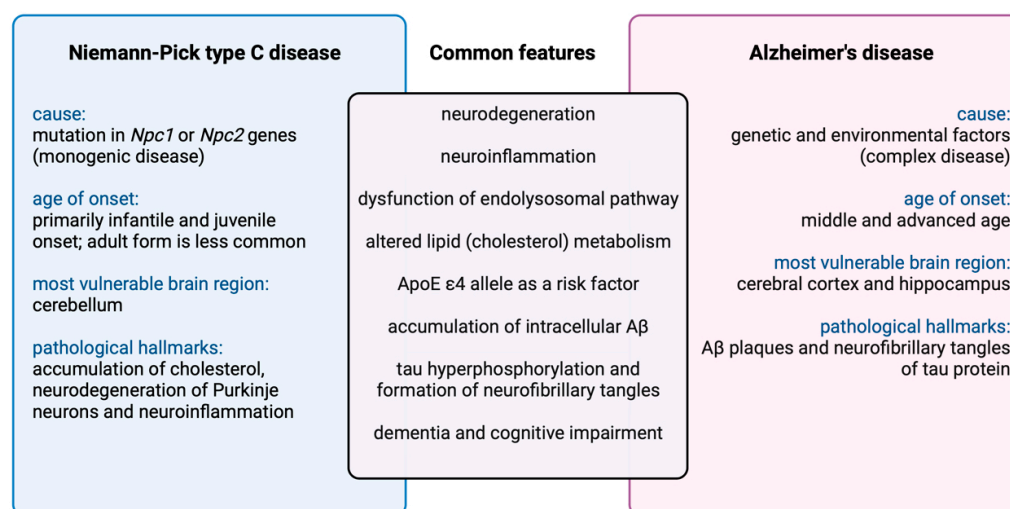 Niemann-Pick type C disease
cause:
mutation in Npc1 or Npc2 genes
(monogenic disease)
age of onset:
primarily infantile and juvenile
onset; adult form is less common
most vulnerable brain region:
cerebellum
pathological hallmarks:
accumulation of cholesterol,
neurodegeneration of Purkinje
neurons and neuroinflammation
Common features
neurodegeneration
neuroinflammation
dysfunction of endolysosomal pathway
altered lipid (cholesterol) metabolism
ApoE ε4 allele as a risk factor
accumulation of intracellular Aβ
tau hyperphosphorylation and
formation of neurofibrillary tangles
dementia and cognitive impairment
Alzheimer's disease
cause:
genetic and environmental factors
(complex disease)
age of onset:
middle and advanced age
most vulnerable brain region:
cerebral cortex and hippocampus
pathological hallmarks:
Aβ plaques and neurofibrillary tangles
of tau protein